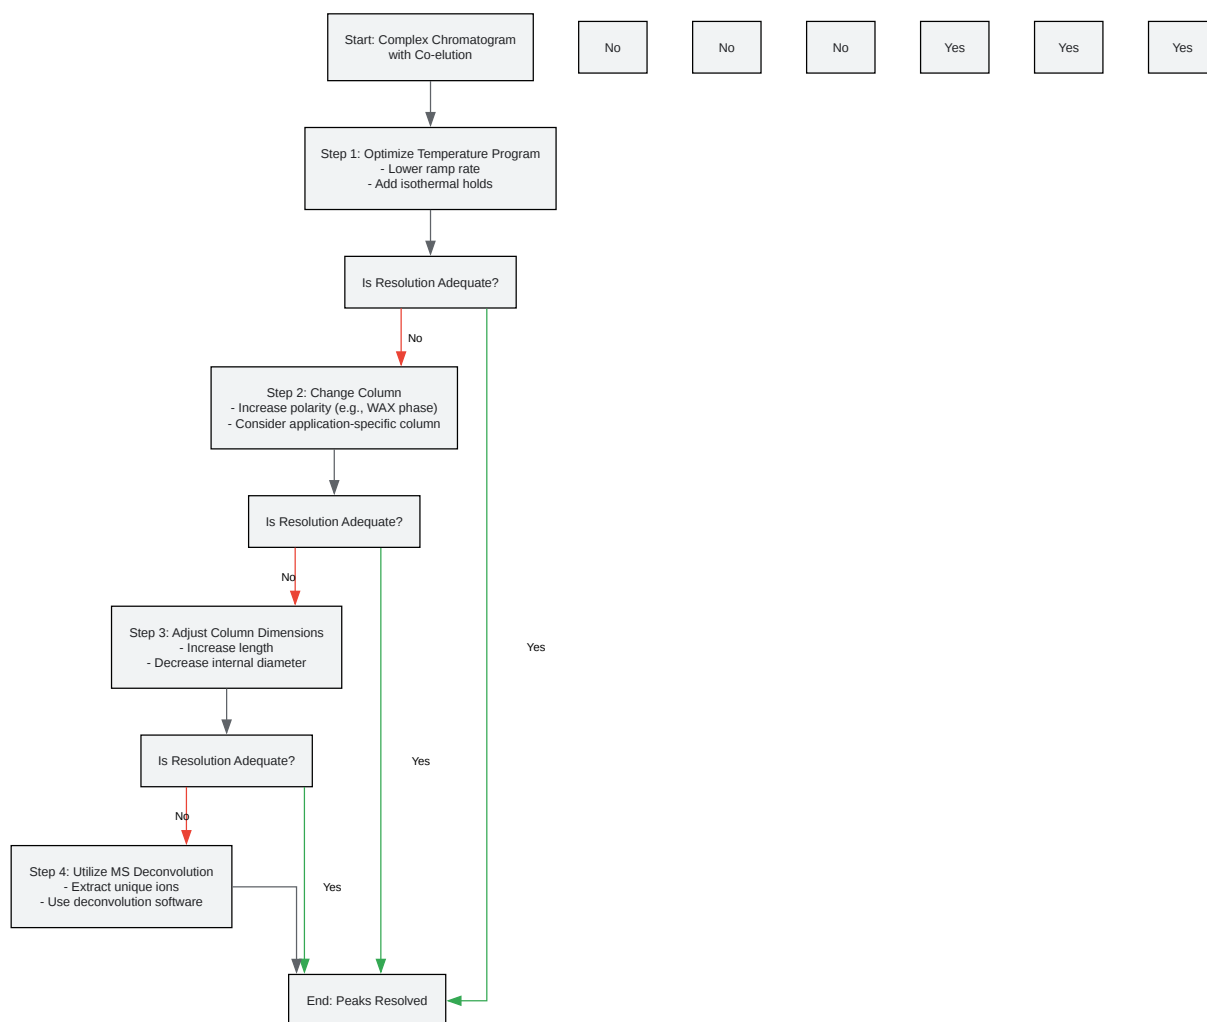 Start: Complex Chromatogram
with Co-elution
No
No
No
Yes
Yes
Yes
Step 1: Optimize Temperature Program
- Lower ramp rate
- Add isothermal holds
Is Resolution Adequate?
No
Step 2: Change Column
- Increase polarity (e.g., WAX phase)
- Consider application-specific column
Is Resolution Adequate?
No
Step 3: Adjust Column Dimensions
- Increase length
- Decrease internal diameter
Yes
Is Resolution Adequate?
Yes
No
Step 4: Utilize MS Deconvolution
- Extract unique ions
- Use deconvolution software
Yes
End: Peaks Resolved